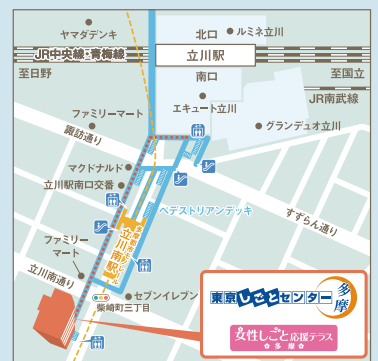 ヤマダデンキ
北口
ルミネ立川
JR中央線・青梅線
立川駅
至日野
南口
至国立
エキュート立川
JR南武線
ファミリーマート
グランデュオ立川
諏訪通り
マクドナルド
立川駅南口交番
ペデストリアンデッキ
すずらん通り
多摩都市モノレール
立川南駅
ファミリー
マート
立川南通り
セブンイレブン
柴崎町三丁目
東京しごとセンター多摩
女性しごと応援テラス
多摩